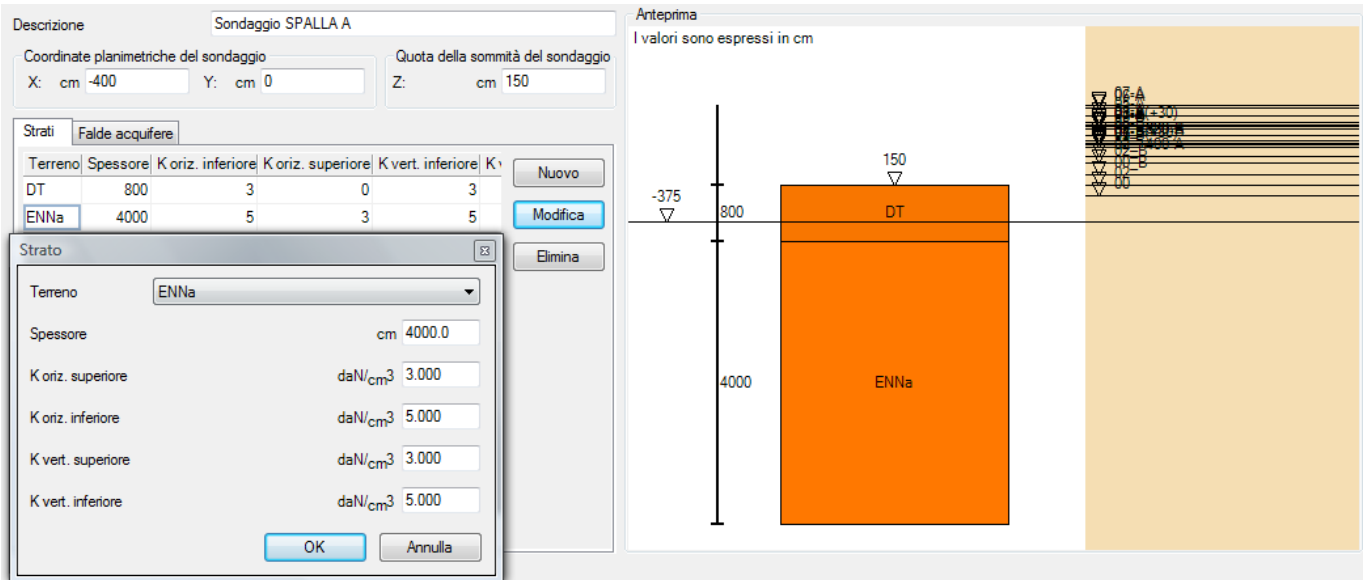 Descrizione
Sondaggio SPALLA A
Coordinate planimetriche del sondaggio
X: cm -400
Y: cm 0
Quota della sommità del sondaggio
Z: cm 150
Strati
Falde acquifere
Terreno Spessore K oriz. inferiore K oriz. superiore K vert. inferiore K
DT 800 3 0 3
ENNa 4000 5 3 5
Nuovo
Modifica
Elimina
Strato
Terreno ENNa
Spessore cm 4000.0
K oriz. superiore daN/cm3 3.000
K oriz. inferiore daN/cm3 5.000
K vert. superiore daN/cm3 3.000
K vert. inferiore daN/cm3 5.000
OK
Annulla
Anteprima
I valori sono espressi in cm
150
-375
800
DT
4000
ENNa
02_B
00_B
02
00